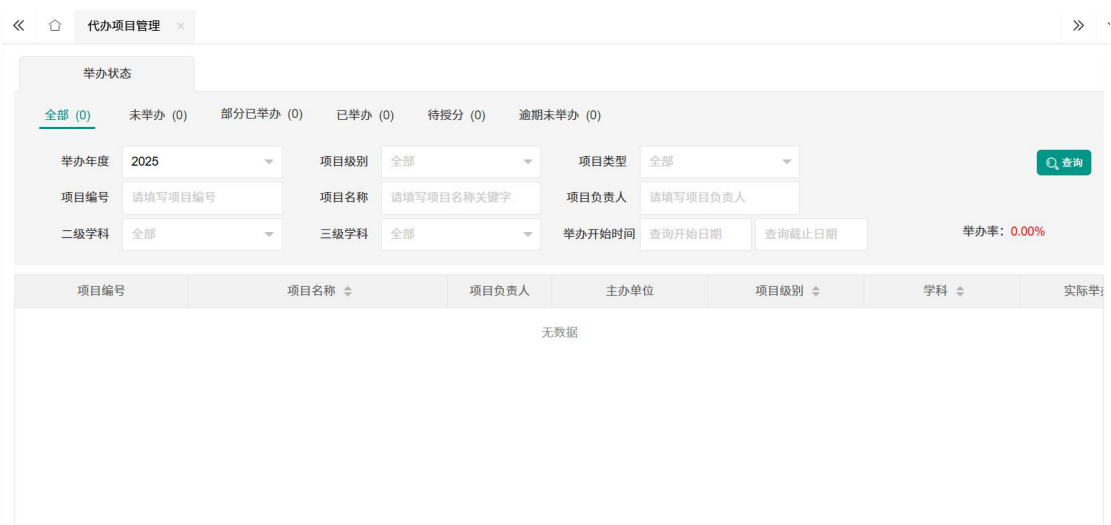 代办项目管理
举办状态
全部 (0) 未举办 (0) 部分已举办 (0) 已举办 (0) 待授分 (0) 逾期未举办 (0)
举办年度 2025 项目级别 全部 项目类型 全部 查询
项目编号 请填写项目编号 项目名称 请填写项目名称关键字 项目负责人 请填写项目负责人
二级学科 全部 三级学科 全部 举办开始时间 查询开始日期 查询截止日期 举办率：0.00%
项目编号 项目名称 项目负责人 主办单位 项目级别 学科 实际举
无数据